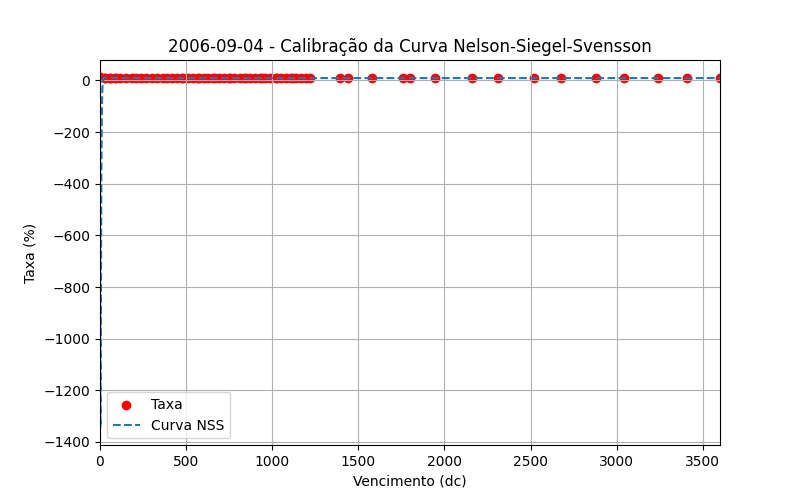 2006-09-04 - Calibração da Curva Nelson-Siegel-Svensson
Taxa (%)
0
−200
−400
−600
−800
−1000
−1200
−1400
Taxa
Curva NSS
0 500 1000 1500 2000 2500 3000 3500
Vencimento (dc)